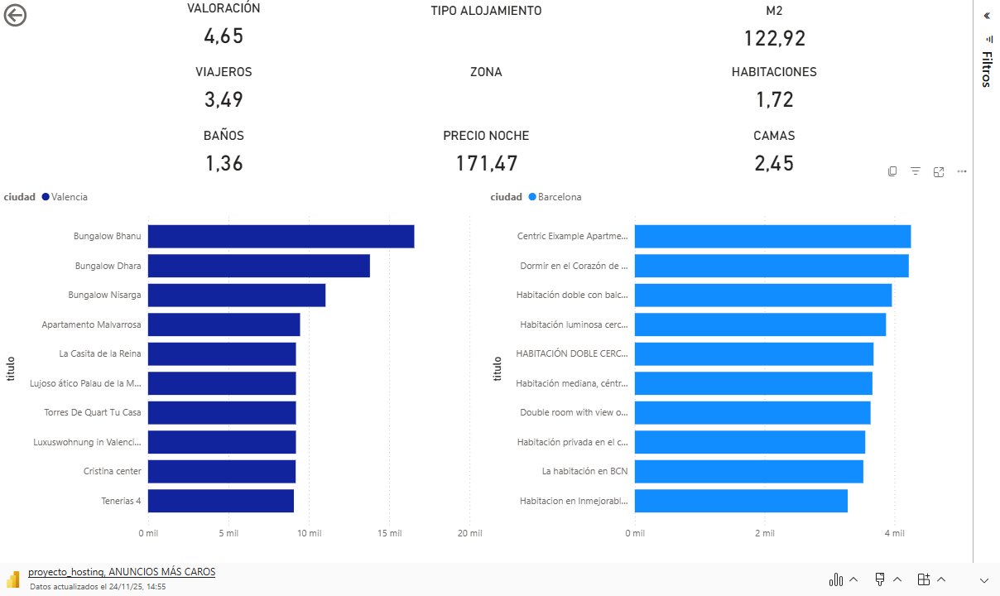 VALORACIÓN
4,65
TIPO ALOJAMIENTO
M2
122,92
VIAJEROS
3,49
ZONA
HABITACIONES
1,72
BAÑOS
1,36
PRECIO NOCHE
171,47
CAMAS
2,45
Filtros
ciudad Valencia
titulo
Bungalow Bhanu
Bungalow Dhara
Bungalow Nisarga
Apartamento Malvarrosa
La Casita de la Reina
Lujoso ático Palau de la M...
Torres De Quart Tu Casa
Luxuswohnung in Valenci...
Cristina center
Tenerias 4
0 mil 5 mil 10 mil 15 mil 20 mil
ciudad Barcelona
titulo
Centric Eixample Apartme...
Dormir en el Corazón de ...
Habitación doble con balc...
Habitación luminosa cerc...
HABITACIÓN DOBLE CERC...
Habitación mediana, céntr...
Double room with view o...
Habitación privada en el c...
La habitación en BCN
Habitacion en Inmejorabl...
0 mil 2 mil 4 mil
proyecto_hosting, ANUNCIOS MÁS CAROS
Datos actualizados el 24/11/25, 14:55